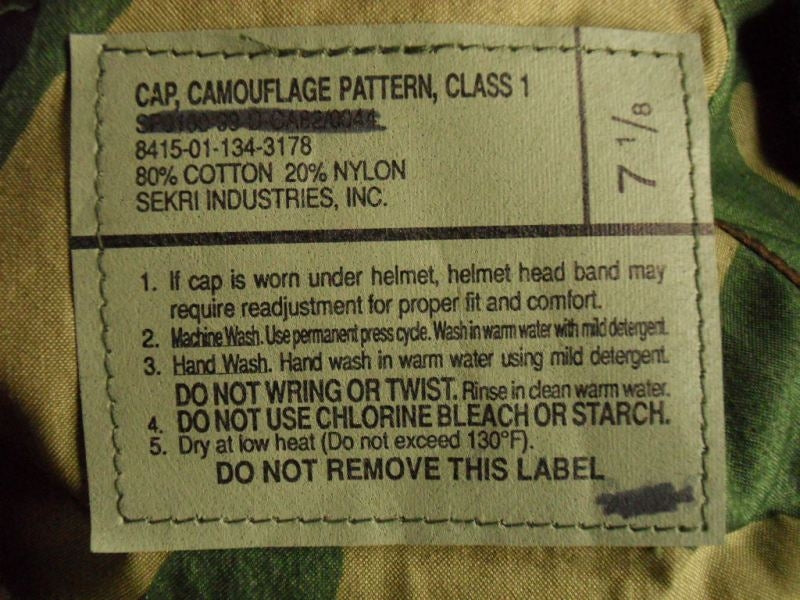 CAP, CAMOUFLAGE PATTERN, CLASS 1
8415-01-134-3178
80% COTTON 20% NYLON
SEKRI INDUSTRIES, INC.
7 1/8
1. If cap is worn under helmet, helmet head band may
require readjustment for proper fit and comfort.
2. Machine Wash. Use permanent press cycle. Wash in warm water with mild detergent.
3. Hand Wash. Hand wash in warm water using mild detergent.
DO NOT WRING OR TWIST. Rinse in clean warm water.
4. DO NOT USE CHLORINE BLEACH OR STARCH.
5. Dry at low heat (Do not exceed 130°F).
DO NOT REMOVE THIS LABEL